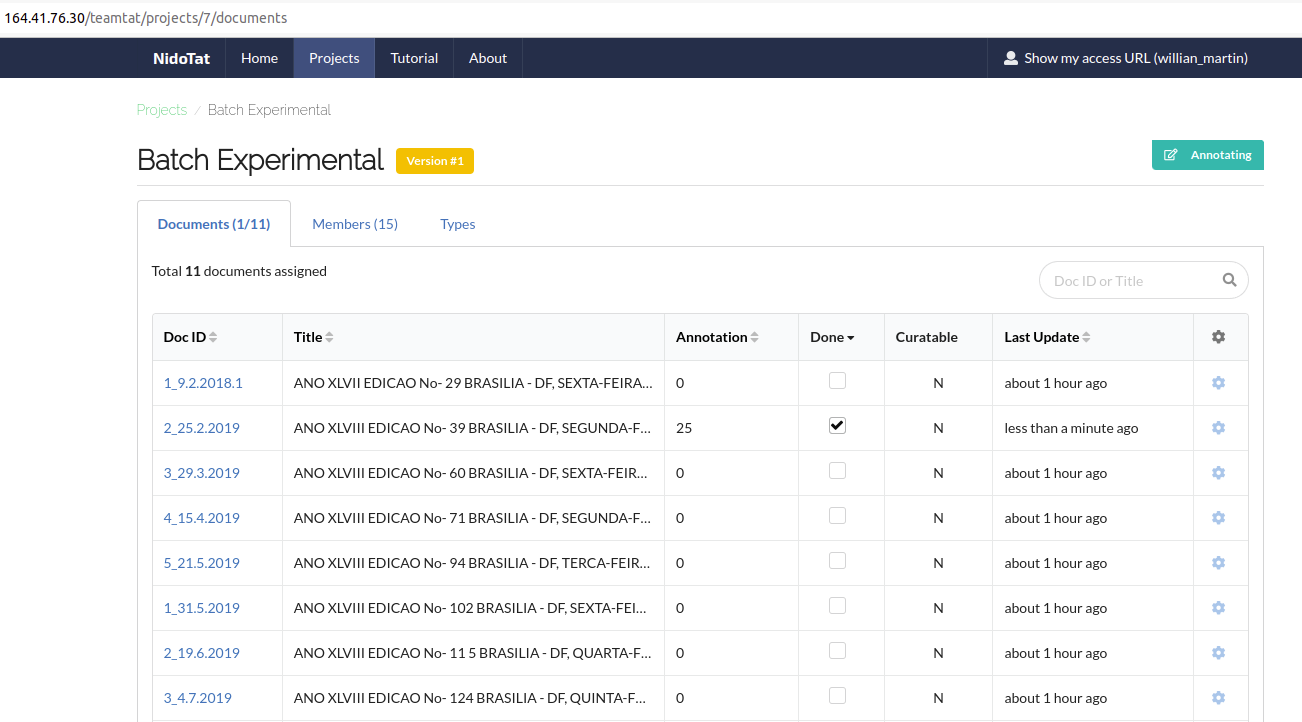 164.41.76.30/teamtat/projects/7/documents
NidoTat Home Projects Tutorial About Show my access URL (willian_martin)
Projects / Batch Experimental
Batch Experimental Version #1 Annotating
Documents (1/11) Members (15) Types
Total 11 documents assigned
Doc ID or Title
Doc ID Title Annotation Done Curatable Last Update
1_9.2.2018.1 ANO XLVII EDICAO No- 29 BRASILIA - DF, SEXTA-FEIRA... 0 N about 1 hour ago
2_25.2.2019 ANO XLVIII EDICAO No- 39 BRASILIA - DF, SEGUNDA-F... 25 N less than a minute ago
3_29.3.2019 ANO XLVIII EDICAO No- 60 BRASILIA - DF, SEXTA-FEIR... 0 N about 1 hour ago
4_15.4.2019 ANO XLVIII EDICAO No- 71 BRASILIA - DF, SEGUNDA-F... 0 N about 1 hour ago
5_21.5.2019 ANO XLVIII EDICAO No- 94 BRASILIA - DF, TERCA-FEIR... 0 N about 1 hour ago
1_31.5.2019 ANO XLVIII EDICAO No- 102 BRASILIA - DF, SEXTA-FEI... 0 N about 1 hour ago
2_19.6.2019 ANO XLVIII EDICAO No- 11 5 BRASILIA - DF, QUARTA-F... 0 N about 1 hour ago
3_4.7.2019 ANO XLVIII EDICAO No- 124 BRASILIA - DF, QUINTA-F... 0 N about 1 hour ago